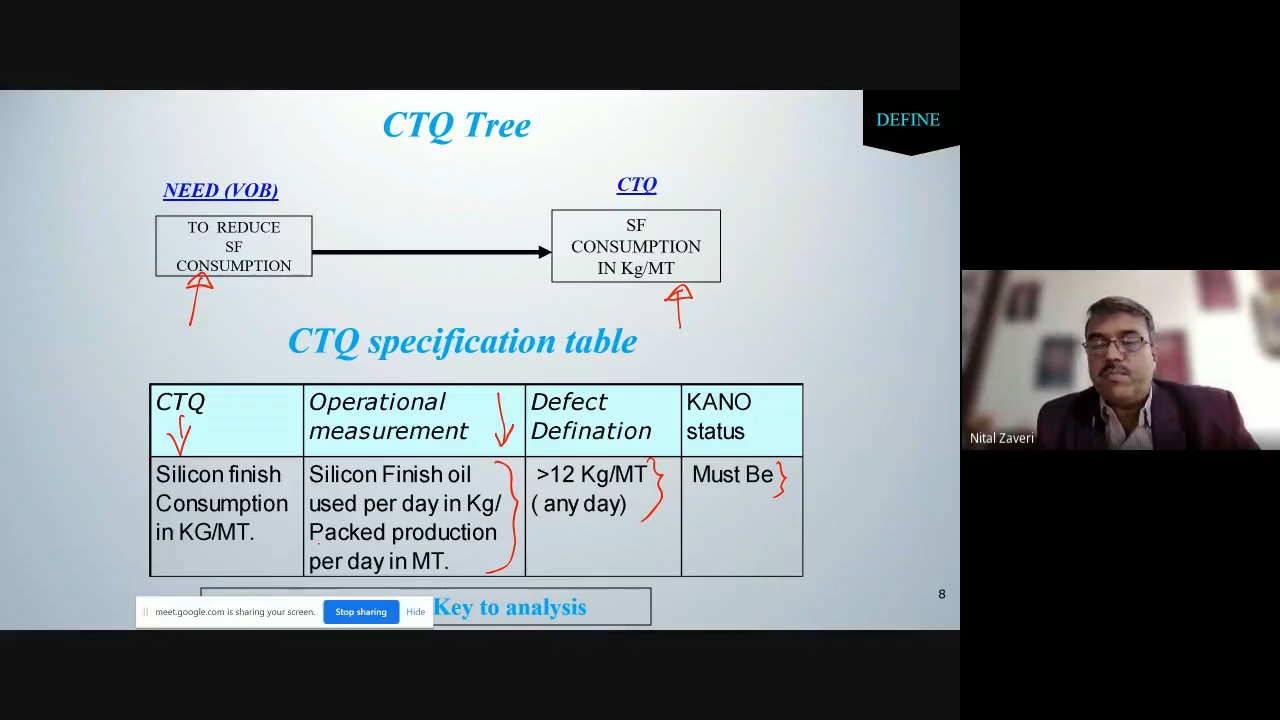 CTQ Tree
DEFINE
NEED (VOB)
CTQ
TO REDUCE
SF
CONSUMPTION
SF
CONSUMPTION
IN Kg/MT
CTQ specification table
CTQ
Operational
measurement
Defect
Defination
KANO
status
Silicon finish
Consumption
in KG/MT.
Silicon Finish oil
used per day in Kg/
Packed production
per day in MT.
>12 Kg/MT
( any day)
Must Be
Key to analysis
8
meet.google.com is sharing your screen.
Stop sharing
Hide
Nital Zaveri